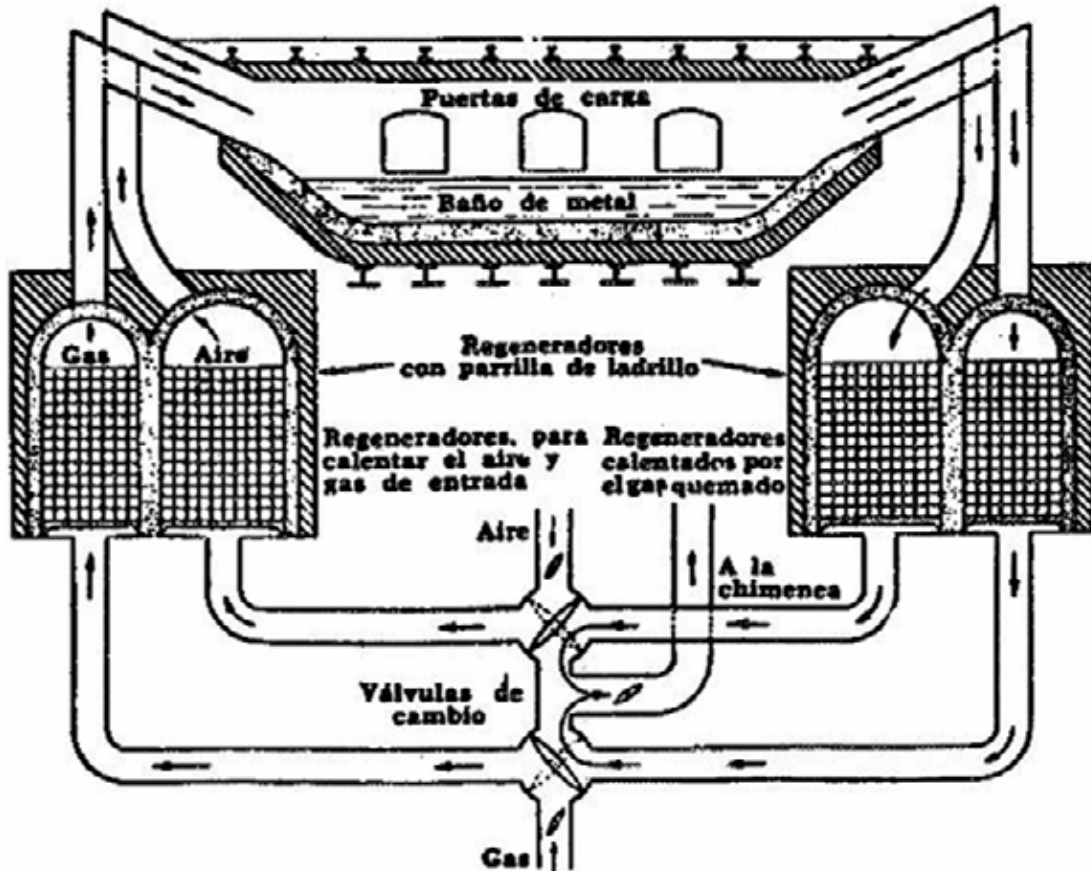 Puertas de carga
Baño de metal
Gas
Aire
Regeneradores
con parrilla de ladrillo
Regeneradores, para
calentar el aire y
gas de entrada
Regeneradores
calentados por
el gas quemado
Aire
A la
chimenea
Válvulas de
cambio
Gas